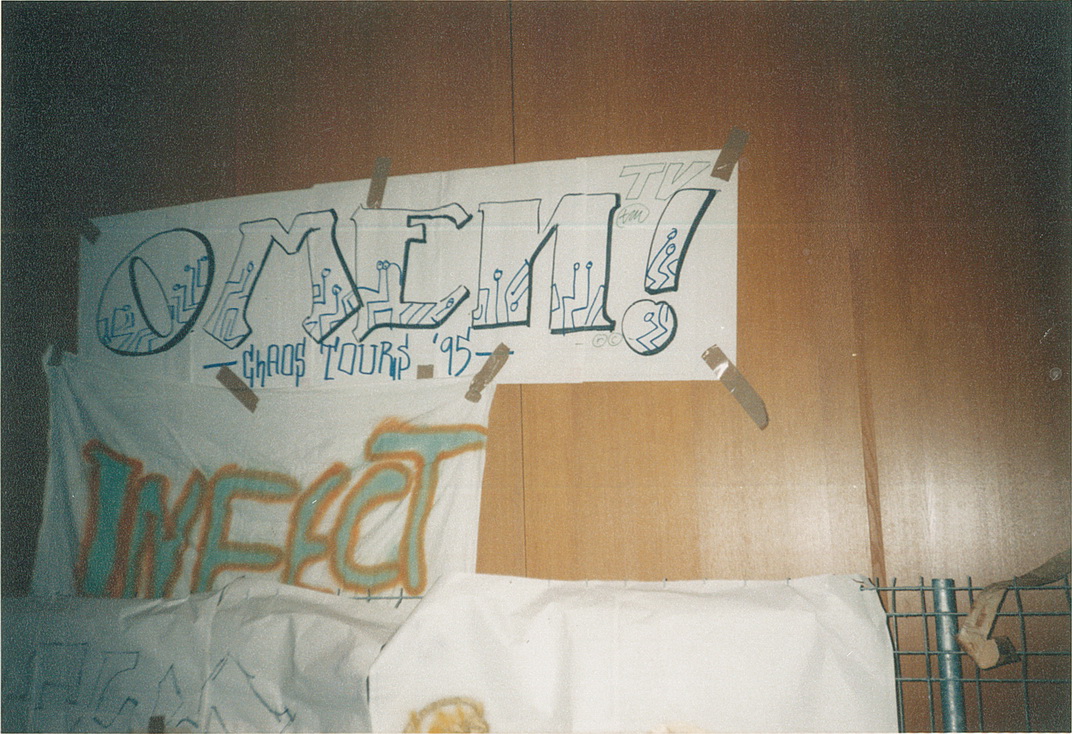 TV
OMEN!
-CHAOS TOURS '95-
INFECT